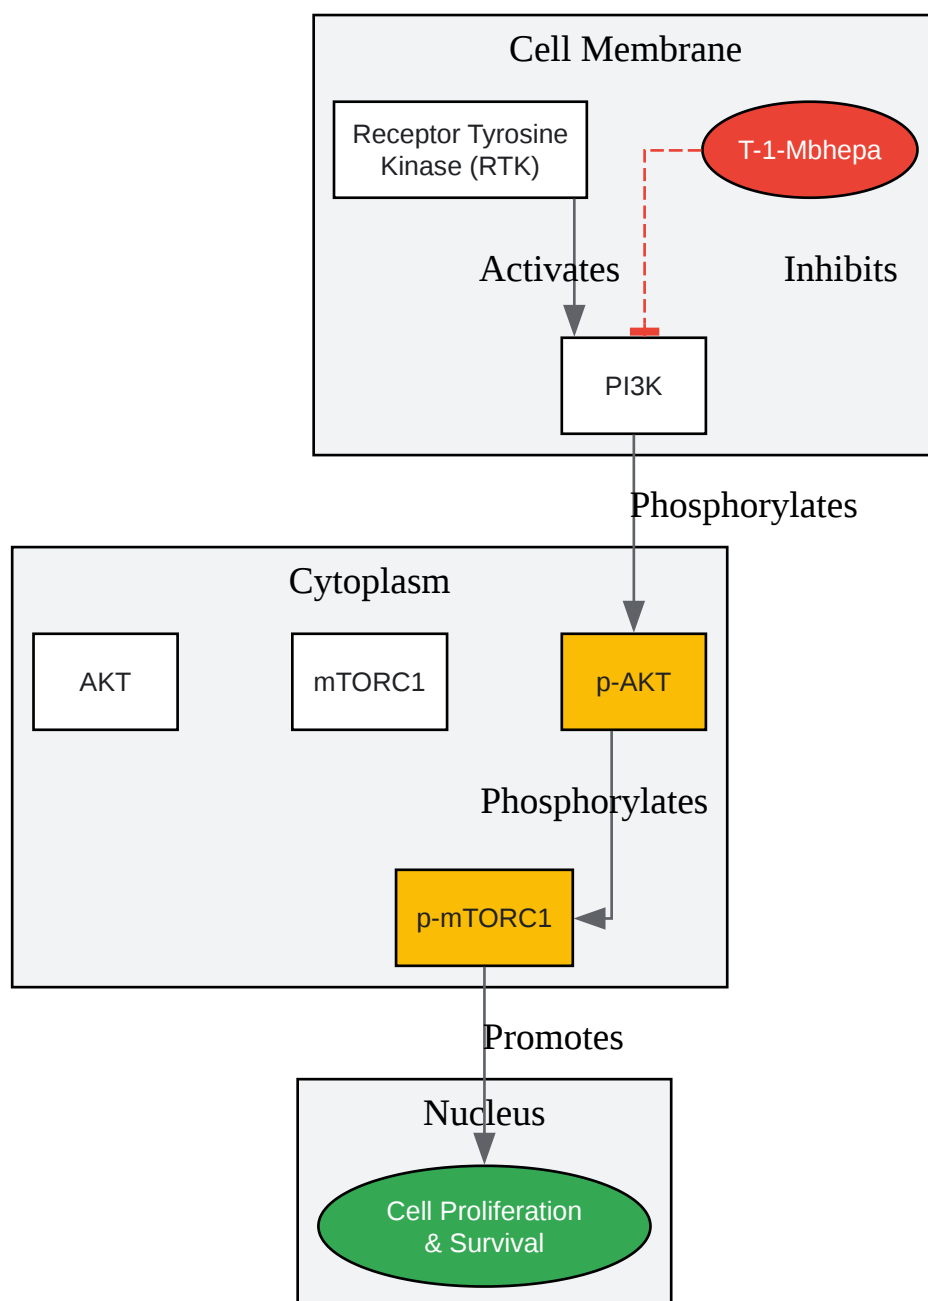 Cell Membrane
Receptor Tyrosine
Kinase (RTK)
T-1-Mbhepa
Activates
Inhibits
PI3K
Phosphorylates
Cytoplasm
AKT
mTORC1
p-AKT
Phosphorylates
p-mTORC1
Promotes
Nucleus
Cell Proliferation
& Survival